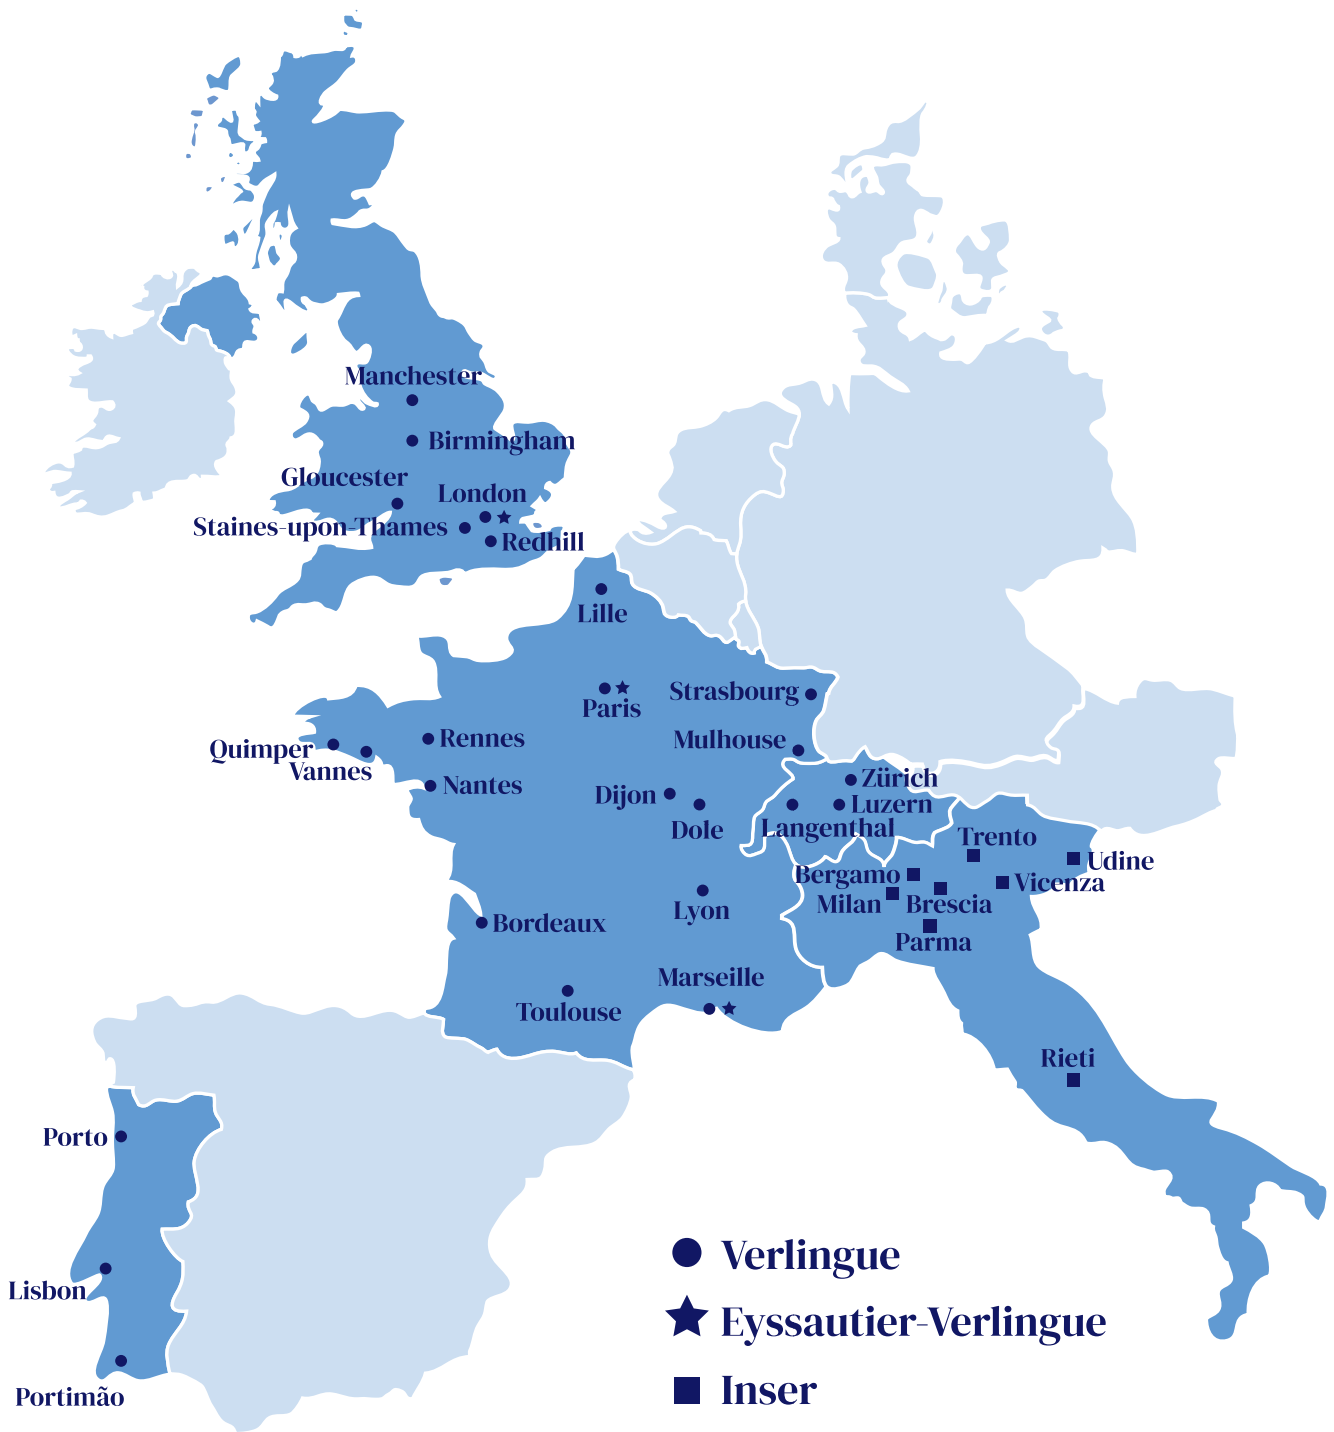 Manchester
Birmingham
Gloucester
London
Staines-upon-Thames
Redhill
Lille
Strasbourg
Paris
Mulhouse
Rennes
Quimper
Vannes
Nantes
Zürich
Dijon
Luzern
Dole
Langenthal
Trento
Udine
Bergamo
Vicenza
Milan
Brescia
Lyon
Bordeaux
Parma
Marseille
Toulouse
Rieti
Porto
Lisbon
Portimão
Verlingue
Eyssautier-Verlingue
Inser